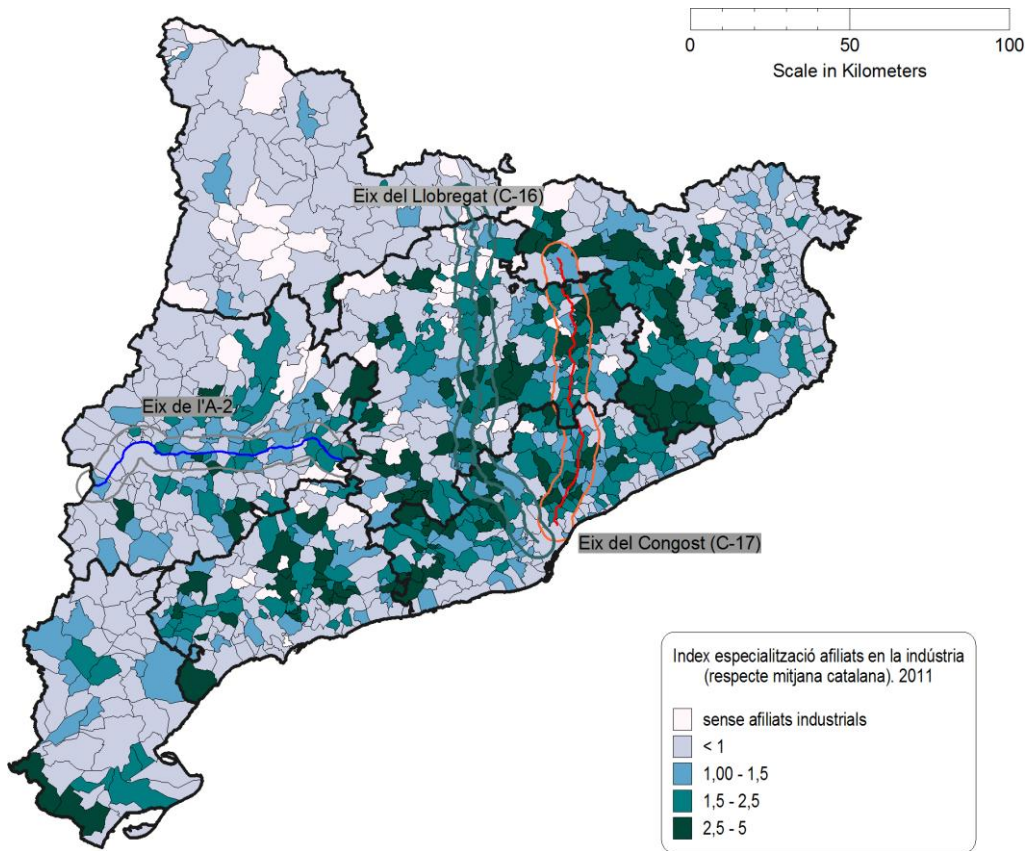 0 50 100
Scale in Kilometers
Eix del Llobregat (C-16)
Eix de l'A-2
Eix del Congost (C-17)
Index especialització afiliats en la indústria
(respecte mitjana catalana). 2011
sense afiliats industrials
< 1
1,00 - 1,5
1,5 - 2,5
2,5 - 5